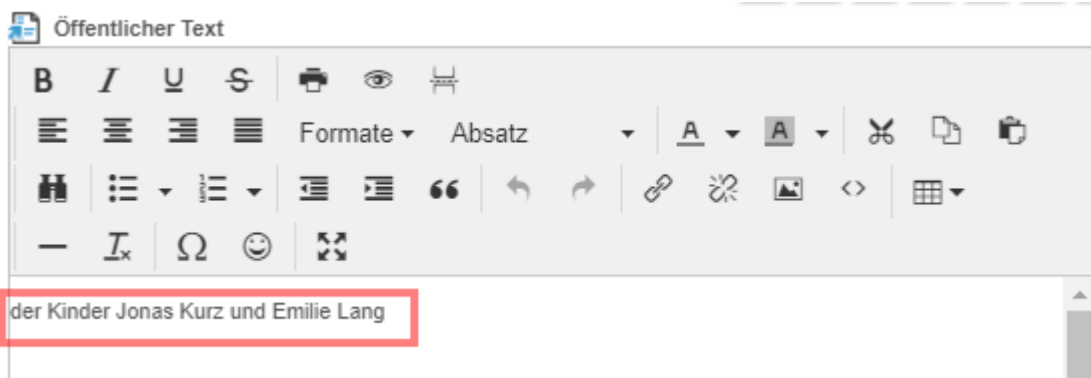 Öffentlicher Text
B I U S
Formate Absatz A A
der Kinder Jonas Kurz und Emilie Lang